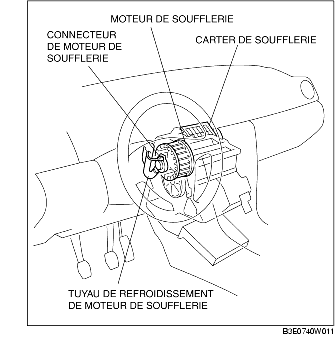 MOTEUR DE SOUFFLERIE
CONNECTEUR
DE MOTEUR DE
SOUFFLERIE
CARTER DE SOUFFLERIE
TUYAU DE REFROIDISSEMENT
DE MOTEUR DE SOUFFLERIE
B3E0740W011